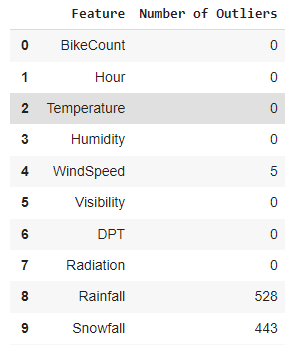 Feature Number of Outliers
0 BikeCount 0
1 Hour 0
2 Temperature 0
3 Humidity 0
4 WindSpeed 5
5 Visibility 0
6 DPT 0
7 Radiation 0
8 Rainfall 528
9 Snowfall 443